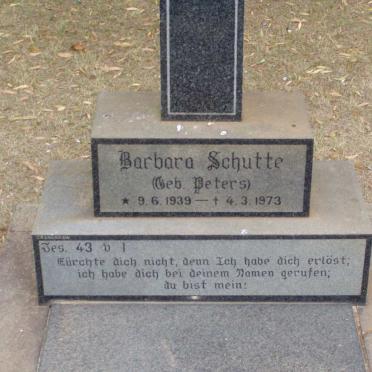 Barbara Schutte
(Geb. Peters)
* 9.6.1939 — † 4.3.1973
Jes. 43 v 1
Fürchte dich nicht, denn Ich habe dich erlöst;
ich habe dich bei deinem Namen gerufen;
du bist mein!